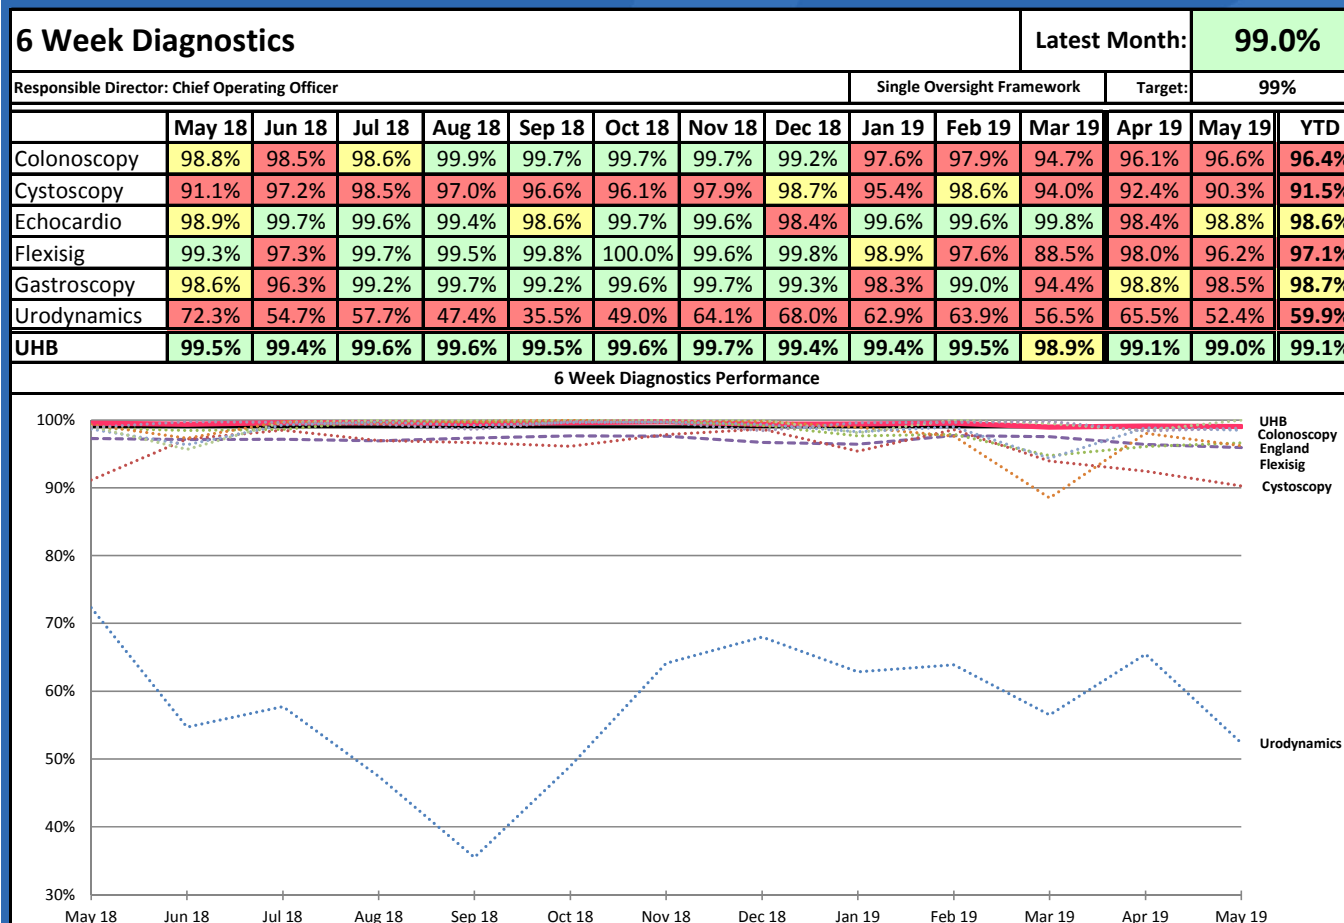 6 Week Diagnostics Latest Month: 99.0%
Responsible Director: Chief Operating Officer Single Oversight Framework Target: 99%
May 18 Jun 18 Jul 18 Aug 18 Sep 18 Oct 18 Nov 18 Dec 18 Jan 19 Feb 19 Mar 19 Apr 19 May 19 YTD
Colonoscopy 98.8% 98.5% 98.6% 99.9% 99.7% 99.7% 99.7% 99.2% 97.6% 97.9% 94.7% 96.1% 96.6% 96.4%
Cystoscopy 91.1% 97.2% 98.5% 97.0% 96.6% 96.1% 97.9% 98.7% 95.4% 98.6% 94.0% 92.4% 90.3% 91.5%
Echocardio 98.9% 99.7% 99.6% 99.4% 98.6% 99.7% 99.6% 98.4% 99.6% 99.6% 99.8% 98.4% 98.8% 98.6%
Flexisig 99.3% 97.3% 99.7% 99.5% 99.8% 100.0% 99.6% 99.8% 98.9% 97.6% 88.5% 98.0% 96.2% 97.1%
Gastroscopy 98.6% 96.3% 99.2% 99.7% 99.2% 99.6% 99.7% 99.3% 98.3% 99.0% 94.4% 98.8% 98.5% 98.7%
Urodynamics 72.3% 54.7% 57.7% 47.4% 35.5% 49.0% 64.1% 68.0% 62.9% 63.9% 56.5% 65.5% 52.4% 59.9%
UHB 99.5% 99.4% 99.6% 99.6% 99.5% 99.6% 99.7% 99.4% 99.4% 99.5% 98.9% 99.1% 99.0% 99.1%
6 Week Diagnostics Performance
100%
90%
80%
70%
60%
50%
40%
30%
UHB
Colonoscopy
England
Flexisig
Cystoscopy
Urodynamics
May 18 Jun 18 Jul 18 Aug 18 Sep 18 Oct 18 Nov 18 Dec 18 Jan 19 Feb 19 Mar 19 Apr 19 May 19